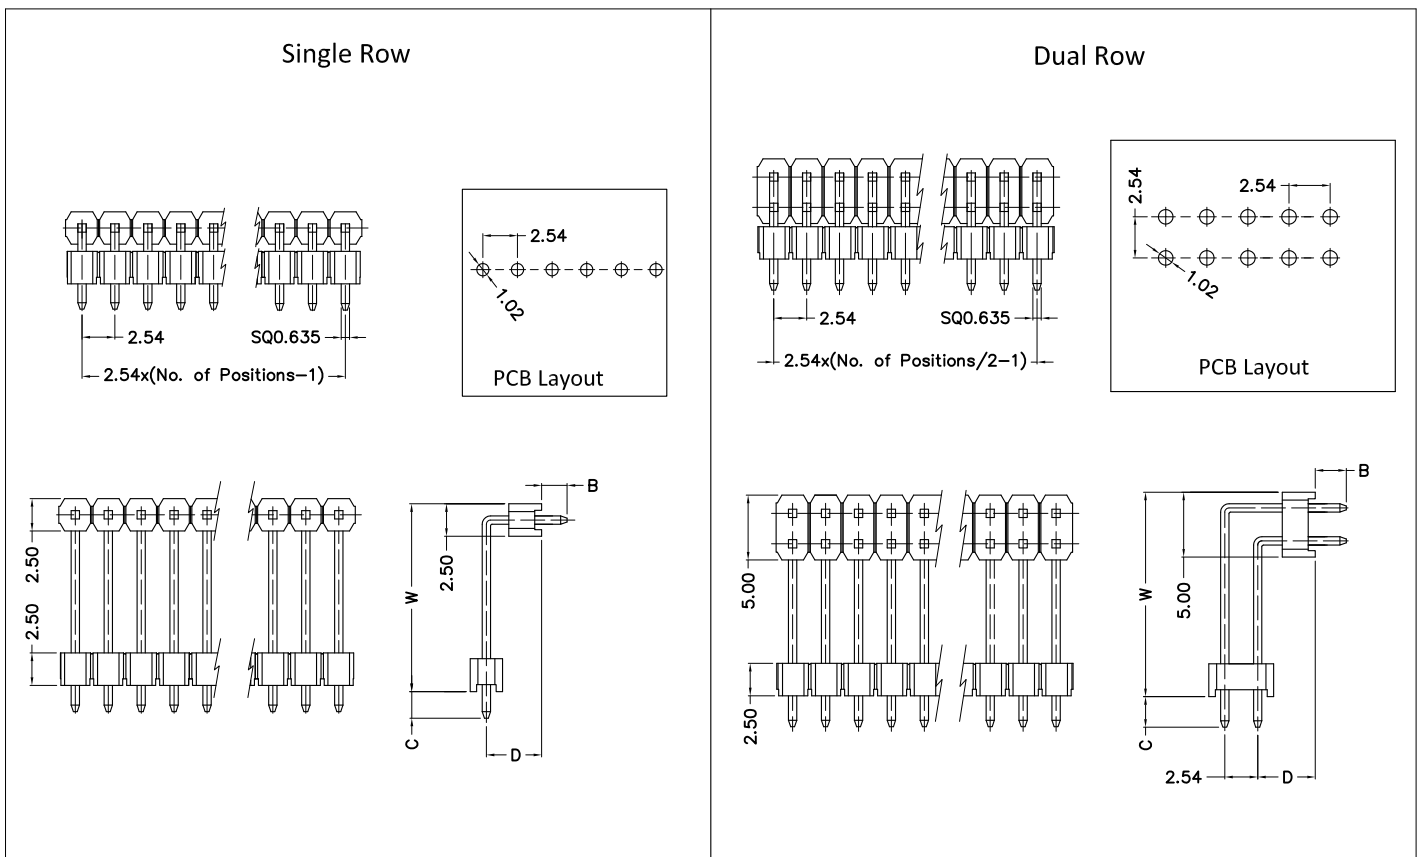 Single Row
2.54
1.02
PCB Layout
2.54
SQ0.635
2.54x(No. of Positions-1)
2.50
2.50
B
2.50
W
C
D
Dual Row
2.54
2.54
1.02
PCB Layout
2.54
SQ0.635
2.54x(No. of Positions/2-1)
5.00
2.50
B
5.00
W
C
2.54
D